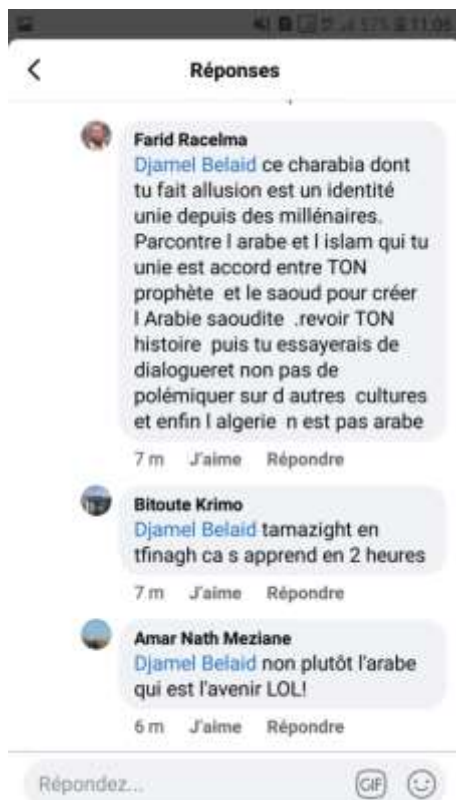 57% 11:05
Réponses
Farid Racelma
Djamel Belaid ce charabia dont
tu fait allusion est un identité
unie depuis des millénaires.
Parcontre l arabe et l islam qui tu
unie est accord entre TON
prophète et le saoud pour créer
l Arabie saoudite .revoir TON
histoire puis tu essayerais de
dialogueret non pas de
polémiquer sur d autres cultures
et enfin l algerie n est pas arabe
7 m J'aime Répondre
Bitoute Krimo
Djamel Belaid tamazight en
tfinagh ca s apprend en 2 heures
7 m J'aime Répondre
Amar Nath Meziane
Djamel Belaid non plutôt l'arabe
qui est l'avenir LOL!
6 m J'aime Répondre
Répondez... GIF